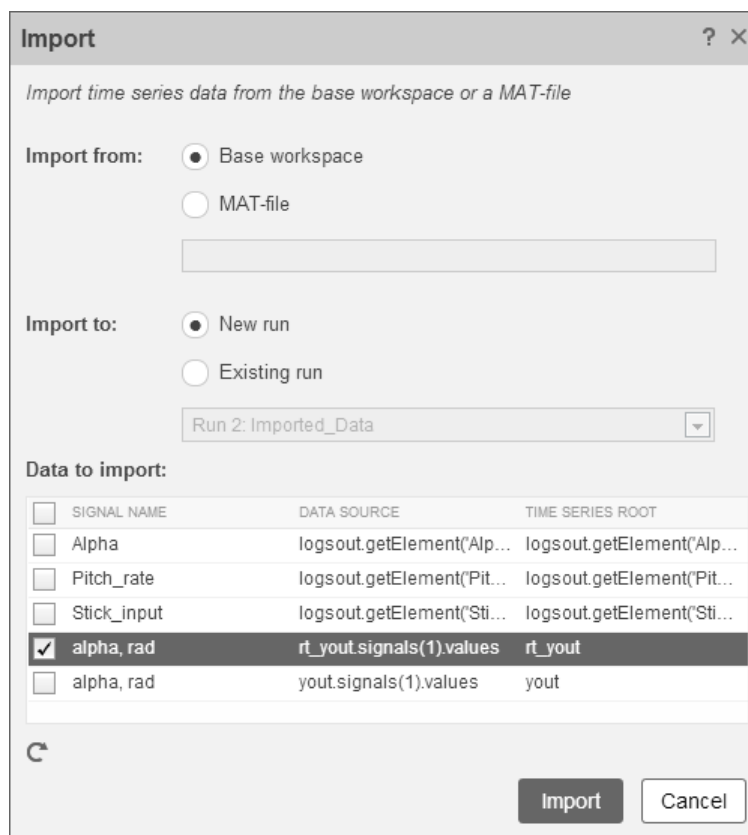 Import ? ×
Import time series data from the base workspace or a MAT-file
Import from: Base workspace
MAT-file
Import to: New run
Existing run
Run 2: Imported_Data
Data to import:
SIGNAL NAME DATA SOURCE TIME SERIES ROOT
Alpha logsout.getElement('Alp... logsout.getElement('Alp...
Pitch_rate logsout.getElement('Pit... logsout.getElement('Pit...
Stick_input logsout.getElement('Sti... logsout.getElement('Sti...
alpha, rad rt_yout.signals(1).values rt_yout
alpha, rad yout.signals(1).values yout
Import Cancel